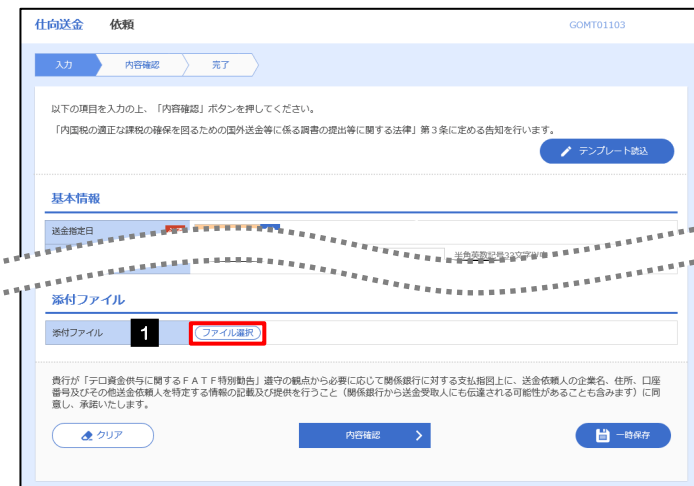 仕向送金 依頼
GOMT01103
入力 内容確認 完了
以下の項目を入力の上、「内容確認」ボタンを押してください。
「内国税の適正な課税の確保を図るための国外送金等に係る調書の提出等に関する法律」第3条に定める告知を行います。
テンプレート読込
基本情報
送金指定日
半角英数記号32文字以内
添付ファイル
添付ファイル 1 ファイル選択
貴行が「テロ資金供与に関するFATF特別勧告」遵守の観点から必要に応じて関係銀行に対する支払指図上に、送金依頼人の企業名、住所、口座
番号及びその他送金依頼人を特定する情報の記載及び提供を行うこと（関係銀行から送金受取人にも伝達される可能性があることも含みます）に同
意し、承諾いたします。
クリア 内容確認 一時保存